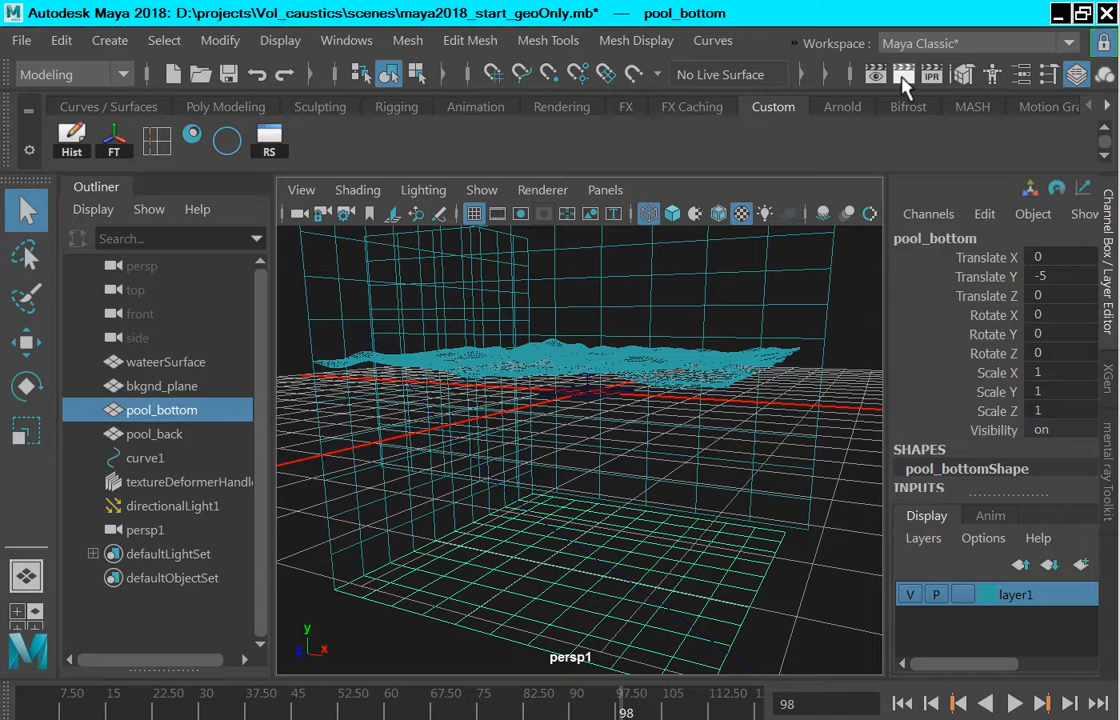 Autodesk Maya 2018: D:\projects\Vol_caustics\scenes\maya2018_start_geoOnly.mb* --- pool_bottom
File Edit Create Select Modify Display Windows Mesh Edit Mesh Mesh Tools Mesh Display Curves » Workspace: Maya Classic*
Modeling No Live Surface IPR
Curves / Surfaces Poly Modeling Sculpting Rigging Animation Rendering FX FX Caching Custom Arnold Bifrost MASH Motion Gra
Hist FT RS
Outliner
Display Show Help
Search...
persp
top
front
side
wateerSurface
bkgnd_plane
pool_bottom
pool_back
curve1
textureDeformerHandle
directionalLight1
persp1
defaultLightSet
defaultObjectSet
View Shading Lighting Show Renderer Panels
y
z x
persp1
Channels Edit Object Show
pool_bottom
Translate X 0
Translate Y -5
Translate Z 0
Rotate X 0
Rotate Y 0
Rotate Z 0
Scale X 1
Scale Y 1
Scale Z 1
Visibility on
SHAPES
pool_bottomShape
INPUTS
Display Anim
Layers Options Help
V P layer1
Channel Box / Layer Editor
XGen
mental ray Toolkit
7.50 15 22.50 30 37.50 45 52.50 60 67.50 75 82.50 90 97.50 105 112.50 12
98
98